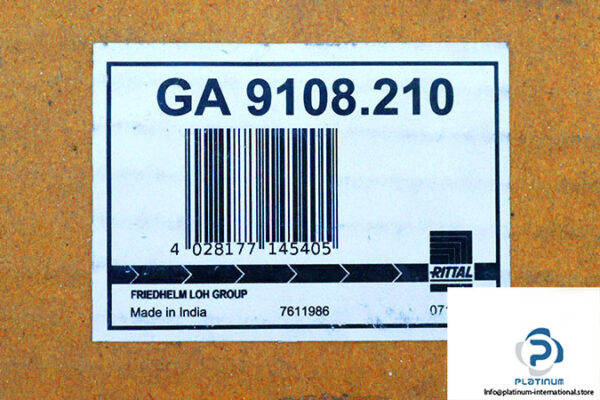 GA 9108.210
4 028177 145405
RITTAL
FRIEDHELM LOH GROUP
Made in India 7611986 07
PLATINUM
Info@platinum-international.store